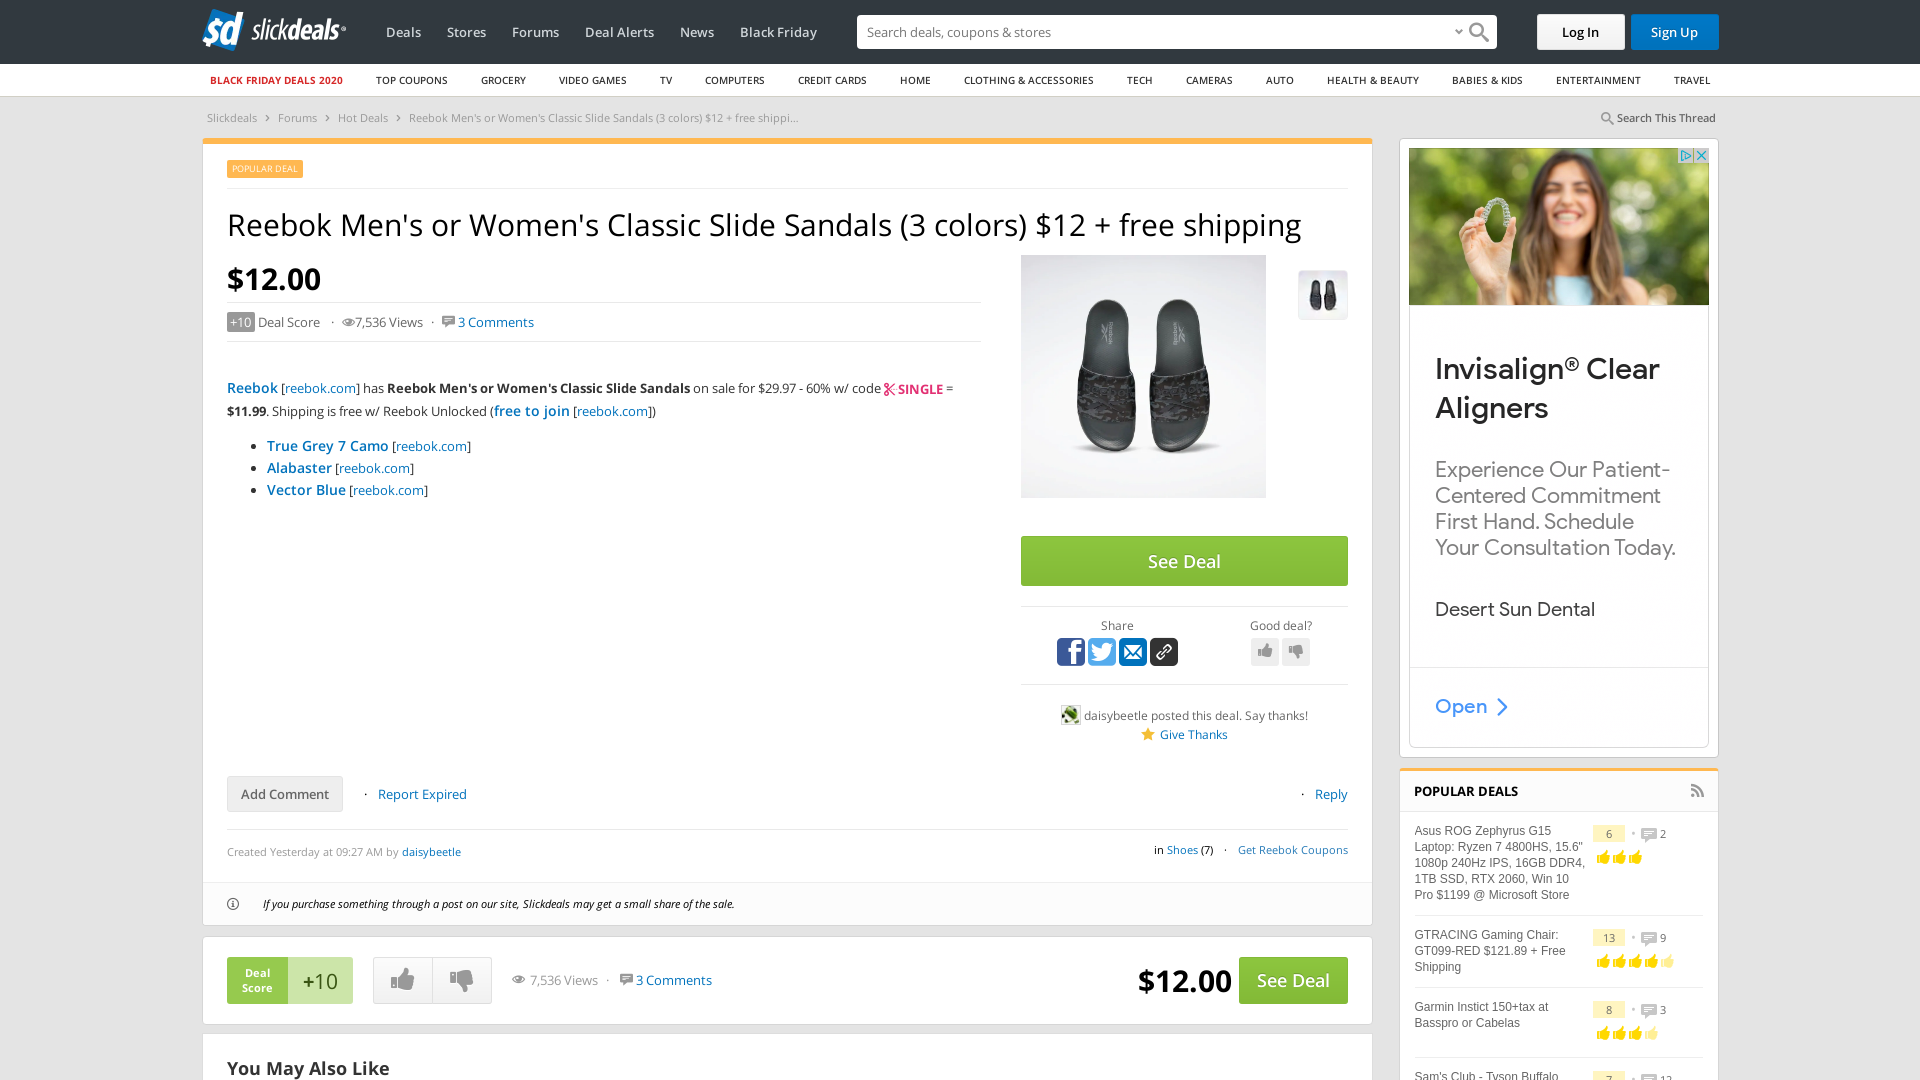 sd slickdeals®
Deals Stores Forums Deal Alerts News Black Friday
Search deals, coupons & stores
Log In Sign Up
BLACK FRIDAY DEALS 2020 TOP COUPONS GROCERY VIDEO GAMES TV COMPUTERS CREDIT CARDS HOME CLOTHING & ACCESSORIES TECH CAMERAS AUTO HEALTH & BEAUTY BABIES & KIDS ENTERTAINMENT TRAVEL
Slickdeals > Forums > Hot Deals > Reebok Men's or Women's Classic Slide Sandals (3 colors) $12 + free shippi...
Search This Thread
POPULAR DEAL
Reebok Men's or Women's Classic Slide Sandals (3 colors) $12 + free shipping
$12.00
+10 Deal Score · 7,536 Views · 3 Comments
Reebok [reebok.com] has Reebok Men's or Women's Classic Slide Sandals on sale for $29.97 - 60% w/ code SINGLE =
$11.99. Shipping is free w/ Reebok Unlocked (free to join [reebok.com])
• True Grey 7 Camo [reebok.com]
• Alabaster [reebok.com]
• Vector Blue [reebok.com]
See Deal
Share
Good deal?
daisybeetle posted this deal. Say thanks!
Give Thanks
Add Comment · Report Expired
· Reply
Created Yesterday at 09:27 AM by daisybeetle
in Shoes (7) · Get Reebok Coupons
If you purchase something through a post on our site, Slickdeals may get a small share of the sale.
Deal
Score
+10
7,536 Views · 3 Comments
$12.00 See Deal
You May Also Like
Invisalign® Clear
Aligners
Experience Our Patient-
Centered Commitment
First Hand. Schedule
Your Consultation Today.
Desert Sun Dental
Open
POPULAR DEALS
Asus ROG Zephyrus G15
Laptop: Ryzen 7 4800HS, 15.6"
1080p 240Hz IPS, 16GB DDR4,
1TB SSD, RTX 2060, Win 10
Pro $1199 @ Microsoft Store
6 • 2
GTRACING Gaming Chair:
GT099-RED $121.89 + Free
Shipping
13 • 9
Garmin Instict 150+tax at
Basspro or Cabelas
8 • 3
Sam's Club - Tyson Buffalo
7 • 12